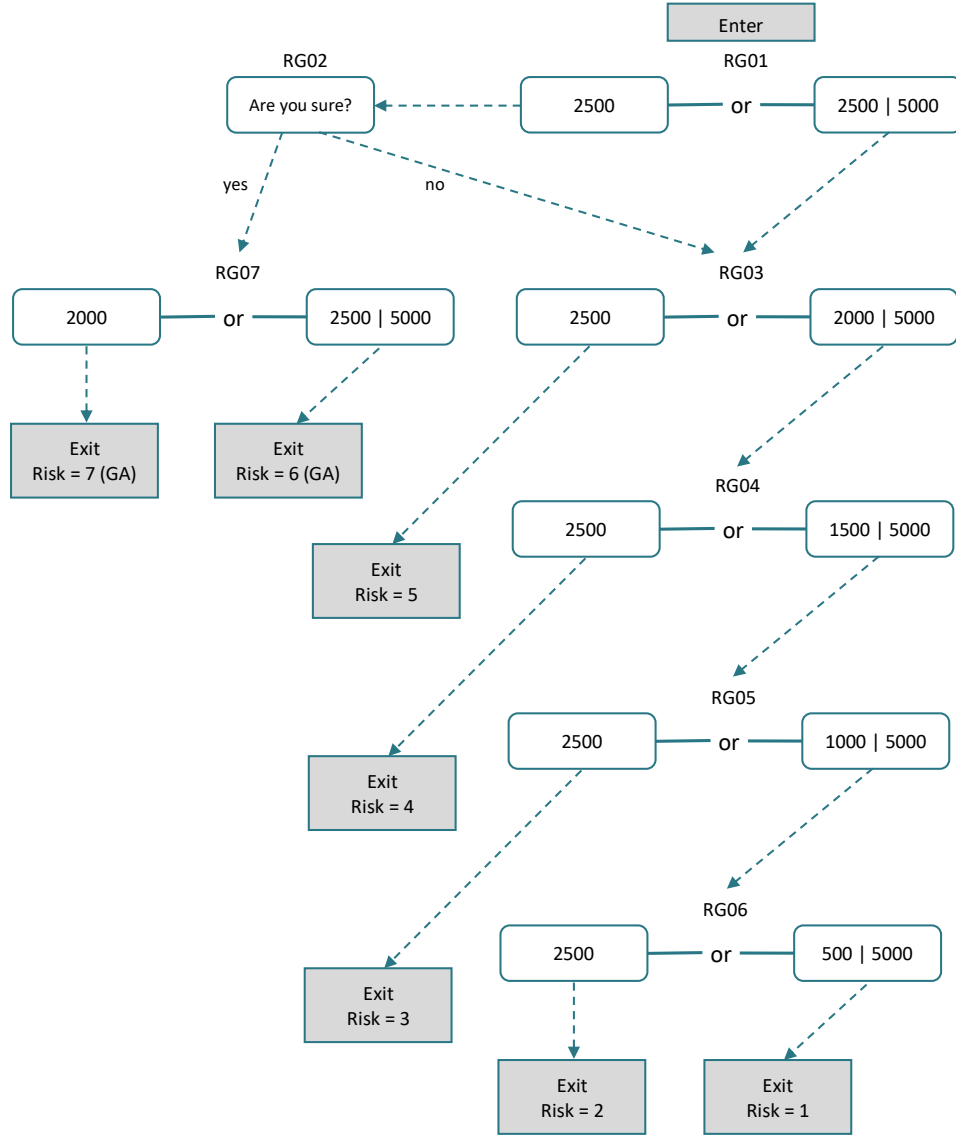 Enter
RG02
RG01
Are you sure?
2500
or
2500 | 5000
yes
no
RG07
RG03
2000
or
2500 | 5000
2500
or
2000 | 5000
Exit
Risk = 7 (GA)
Exit
Risk = 6 (GA)
RG04
2500
or
1500 | 5000
Exit
Risk = 5
RG05
2500
or
1000 | 5000
Exit
Risk = 4
RG06
2500
or
500 | 5000
Exit
Risk = 3
Exit
Risk = 2
Exit
Risk = 1